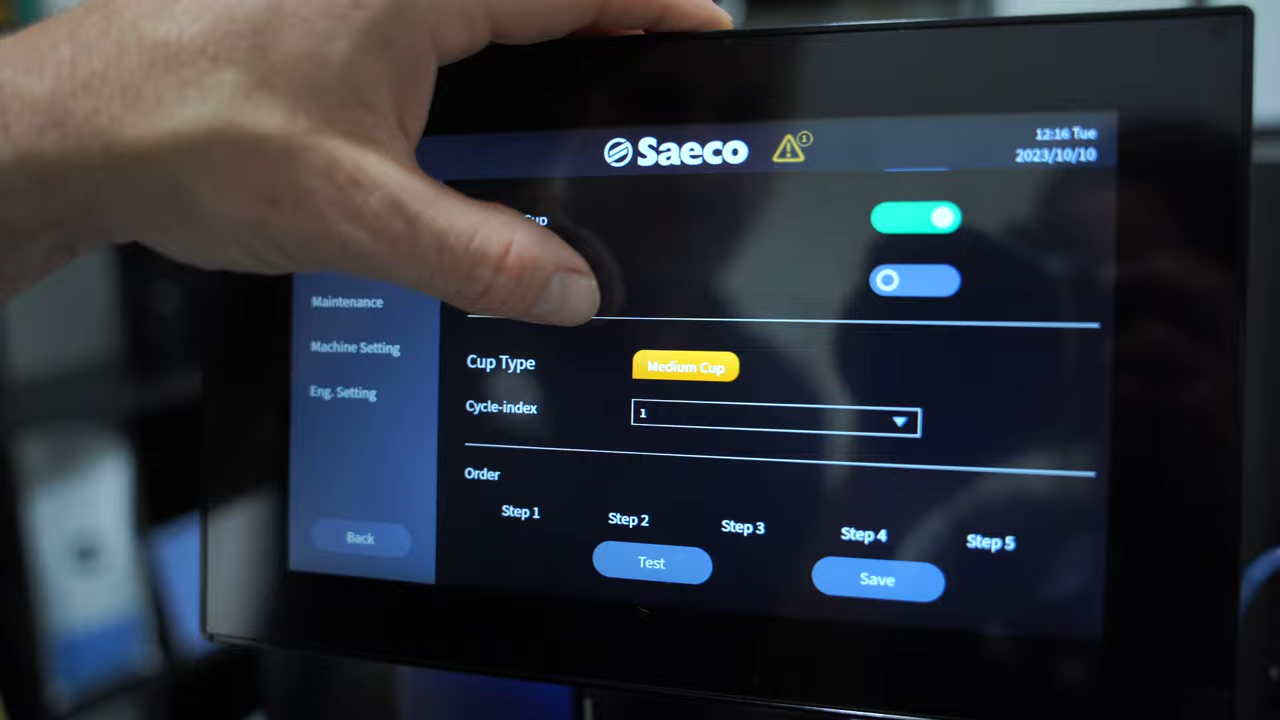 Saeco
1
12:16 Tue
2023/10/10
Cup
Maintenance
Machine Setting
Eng. Setting
Back
Cup Type
Medium Cup
Cycle-index
1
Order
Step 1
Step 2
Step 3
Step 4
Step 5
Test
Save